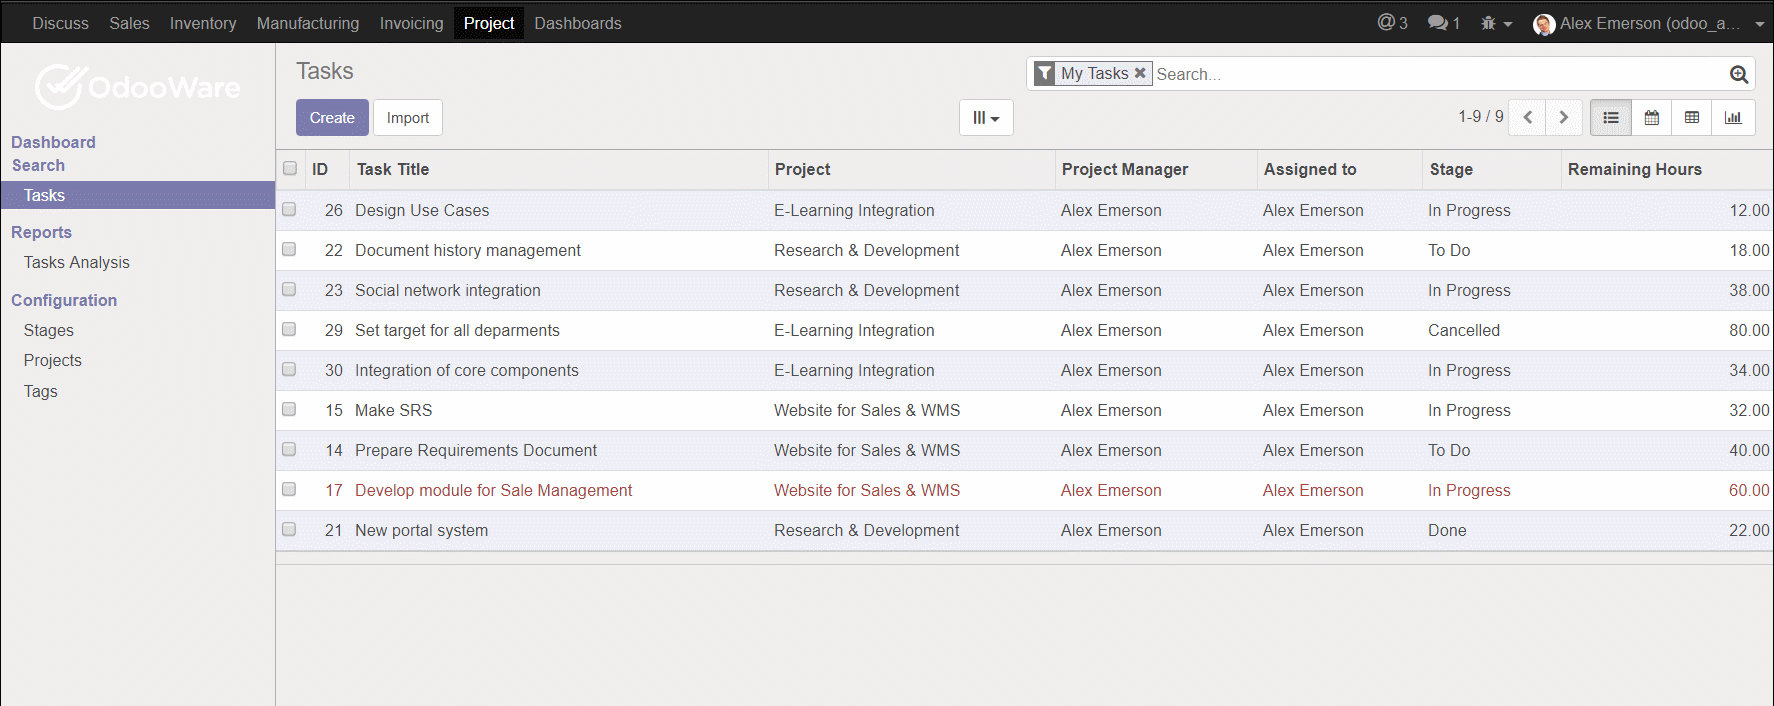 Discuss Sales Inventory Manufacturing Invoicing Project Dashboards @ 3 1 Alex Emerson (odoo_a...
OdooWare
Dashboard
Search
Tasks
Reports
Tasks Analysis
Configuration
Stages
Projects
Tags
Tasks
My Tasks Search...
Create Import
1-9 / 9
ID Task Title Project Project Manager Assigned to Stage Remaining Hours
26 Design Use Cases E-Learning Integration Alex Emerson Alex Emerson In Progress 12.00
22 Document history management Research & Development Alex Emerson Alex Emerson To Do 18.00
23 Social network integration Research & Development Alex Emerson Alex Emerson In Progress 38.00
29 Set target for all deparments E-Learning Integration Alex Emerson Alex Emerson Cancelled 80.00
30 Integration of core components E-Learning Integration Alex Emerson Alex Emerson In Progress 34.00
15 Make SRS Website for Sales & WMS Alex Emerson Alex Emerson In Progress 32.00
14 Prepare Requirements Document Website for Sales & WMS Alex Emerson Alex Emerson To Do 40.00
17 Develop module for Sale Management Website for Sales & WMS Alex Emerson Alex Emerson In Progress 60.00
21 New portal system Research & Development Alex Emerson Alex Emerson Done 22.00